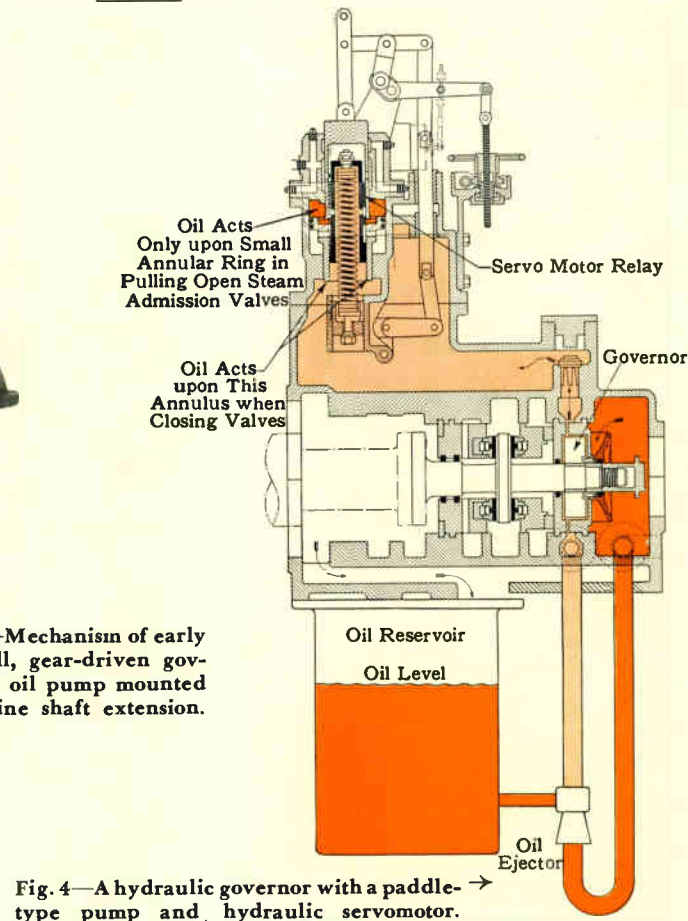 Oil Acts
Only upon Small
Annular Ring in
Pulling Open Steam
Admission Valves
Servo Motor Relay
Oil Acts
upon This
Annulus when
Closing Valves
Governor
Oil Reservoir
Oil Level
Oil
Ejector
—Mechanism of early
ll, gear-driven gov-
oil pump mounted
ine shaft extension.
Fig. 4—A hydraulic governor with a paddle-
type pump and hydraulic servomotor.